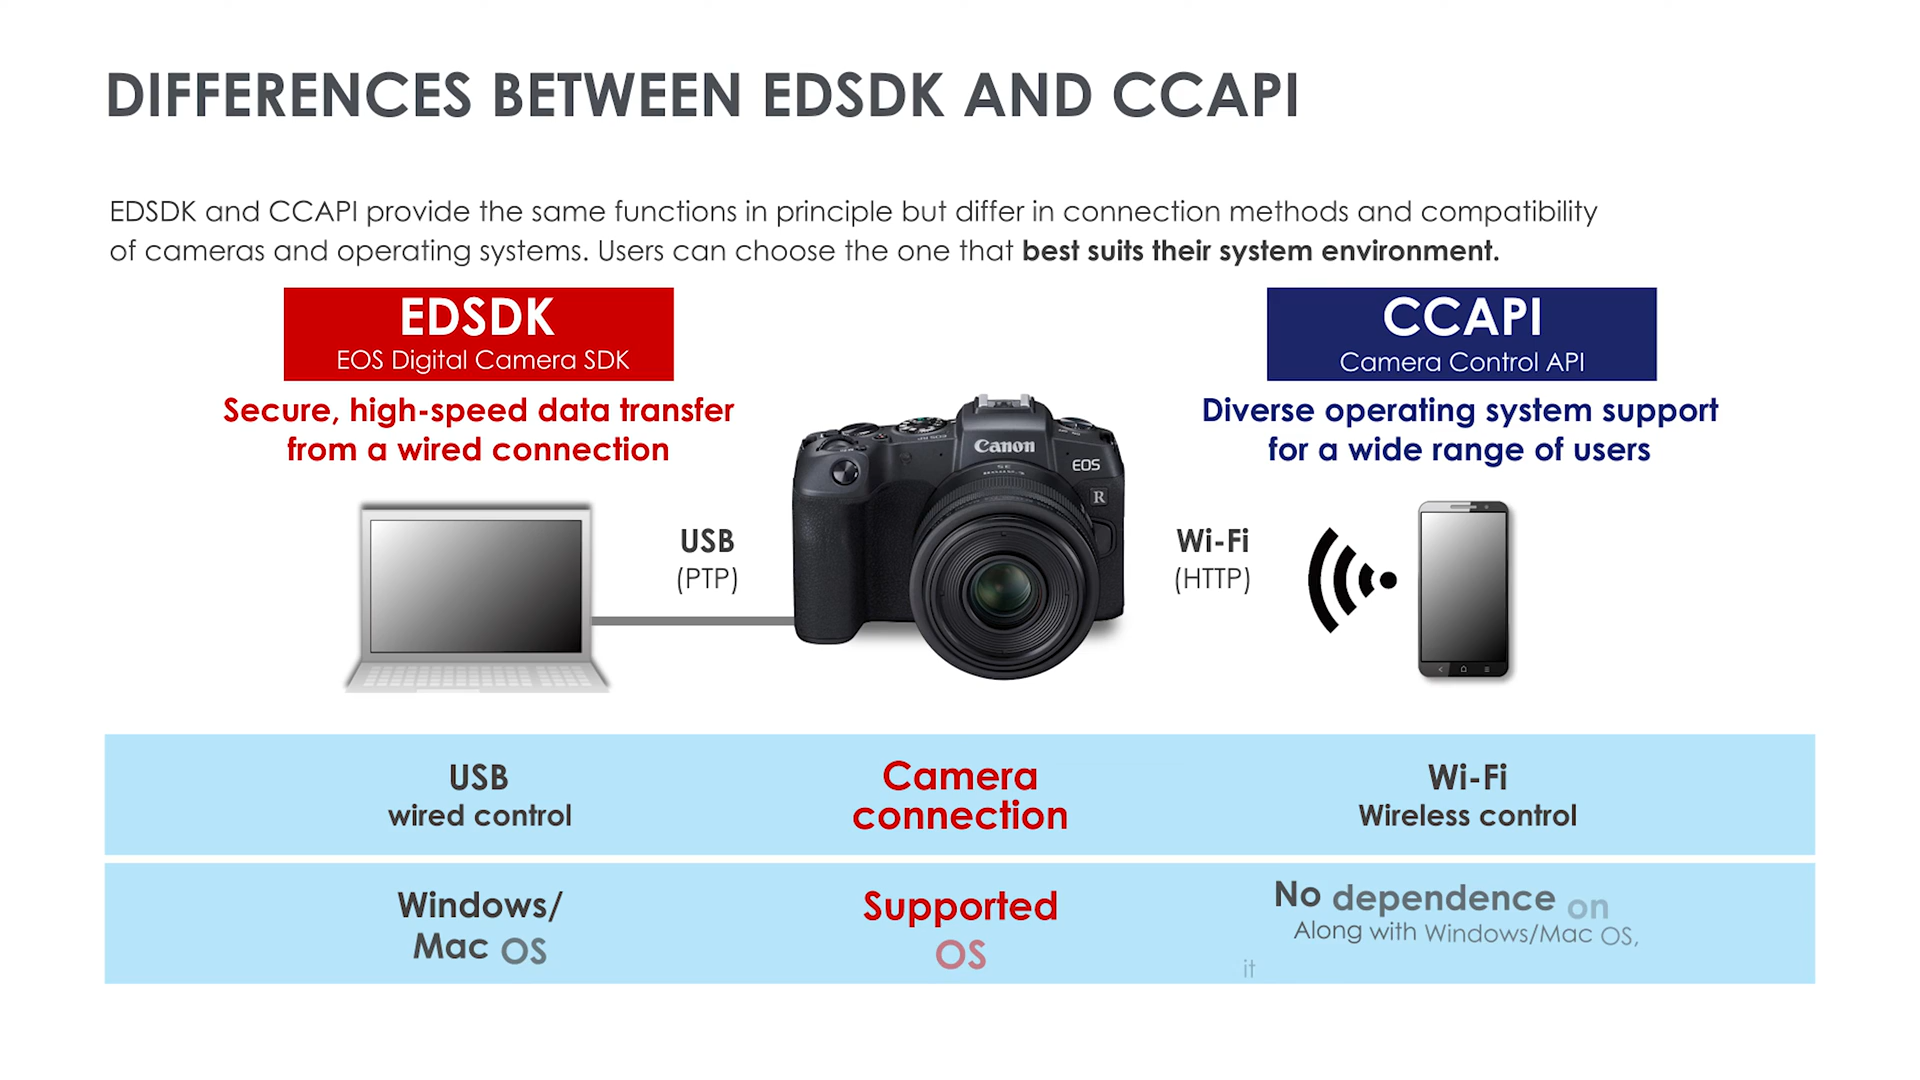 DIFFERENCES BETWEEN EDSDK AND CCAPI
EDSDK and CCAPI provide the same functions in principle but differ in connection methods and compatibility
of cameras and operating systems. Users can choose the one that best suits their system environment.
EDSDK
EOS Digital Camera SDK
Secure, high-speed data transfer
from a wired connection
CCAPI
Camera Control API
Diverse operating system support
for a wide range of users
Canon
EOS
R
USB
(PTP)
Wi-Fi
(HTTP)
USB
wired control
Camera
connection
Wi-Fi
Wireless control
Windows/
Mac OS
Supported
OS
No dependence on
Along with Windows/Mac OS,
it